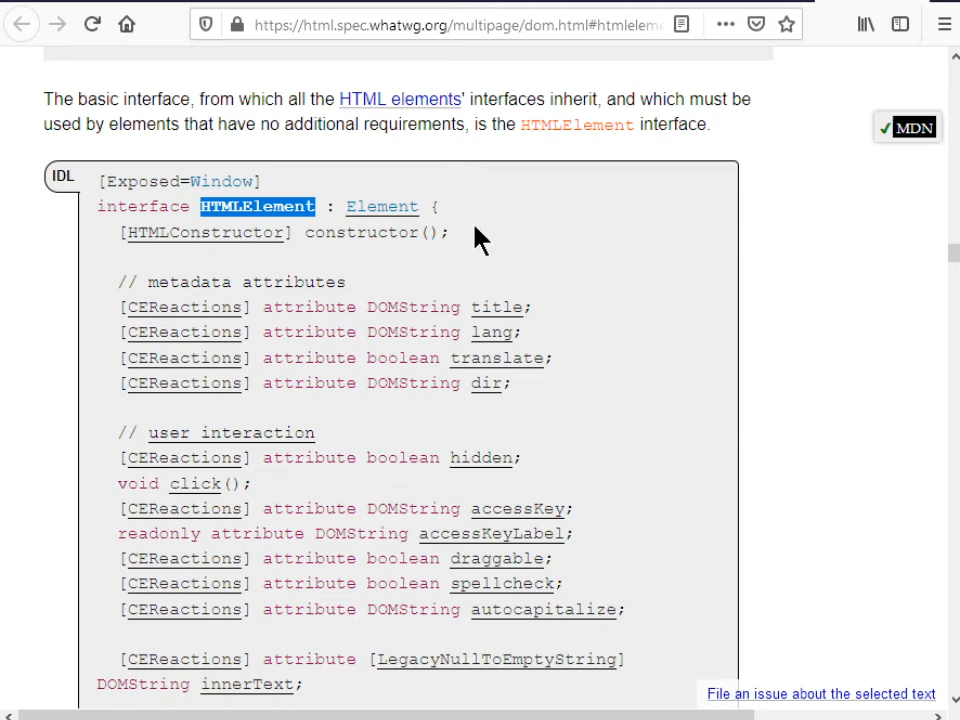 https://html.spec.whatwg.org/multipage/dom.html#htmleleme
The basic interface, from which all the HTML elements' interfaces inherit, and which must be
used by elements that have no additional requirements, is the HTMLElement interface.
✓ MDN
IDL
[Exposed=Window]
interface HTMLElement : Element {
[HTMLConstructor] constructor();
// metadata attributes
[CEReactions] attribute DOMString title;
[CEReactions] attribute DOMString lang;
[CEReactions] attribute boolean translate;
[CEReactions] attribute DOMString dir;
// user interaction
[CEReactions] attribute boolean hidden;
void click();
[CEReactions] attribute DOMString accessKey;
readonly attribute DOMString accessKeyLabel;
[CEReactions] attribute boolean draggable;
[CEReactions] attribute boolean spellcheck;
[CEReactions] attribute DOMString autocapitalize;
[CEReactions] attribute [LegacyNullToEmptyString]
DOMString innerText;
File an issue about the selected text